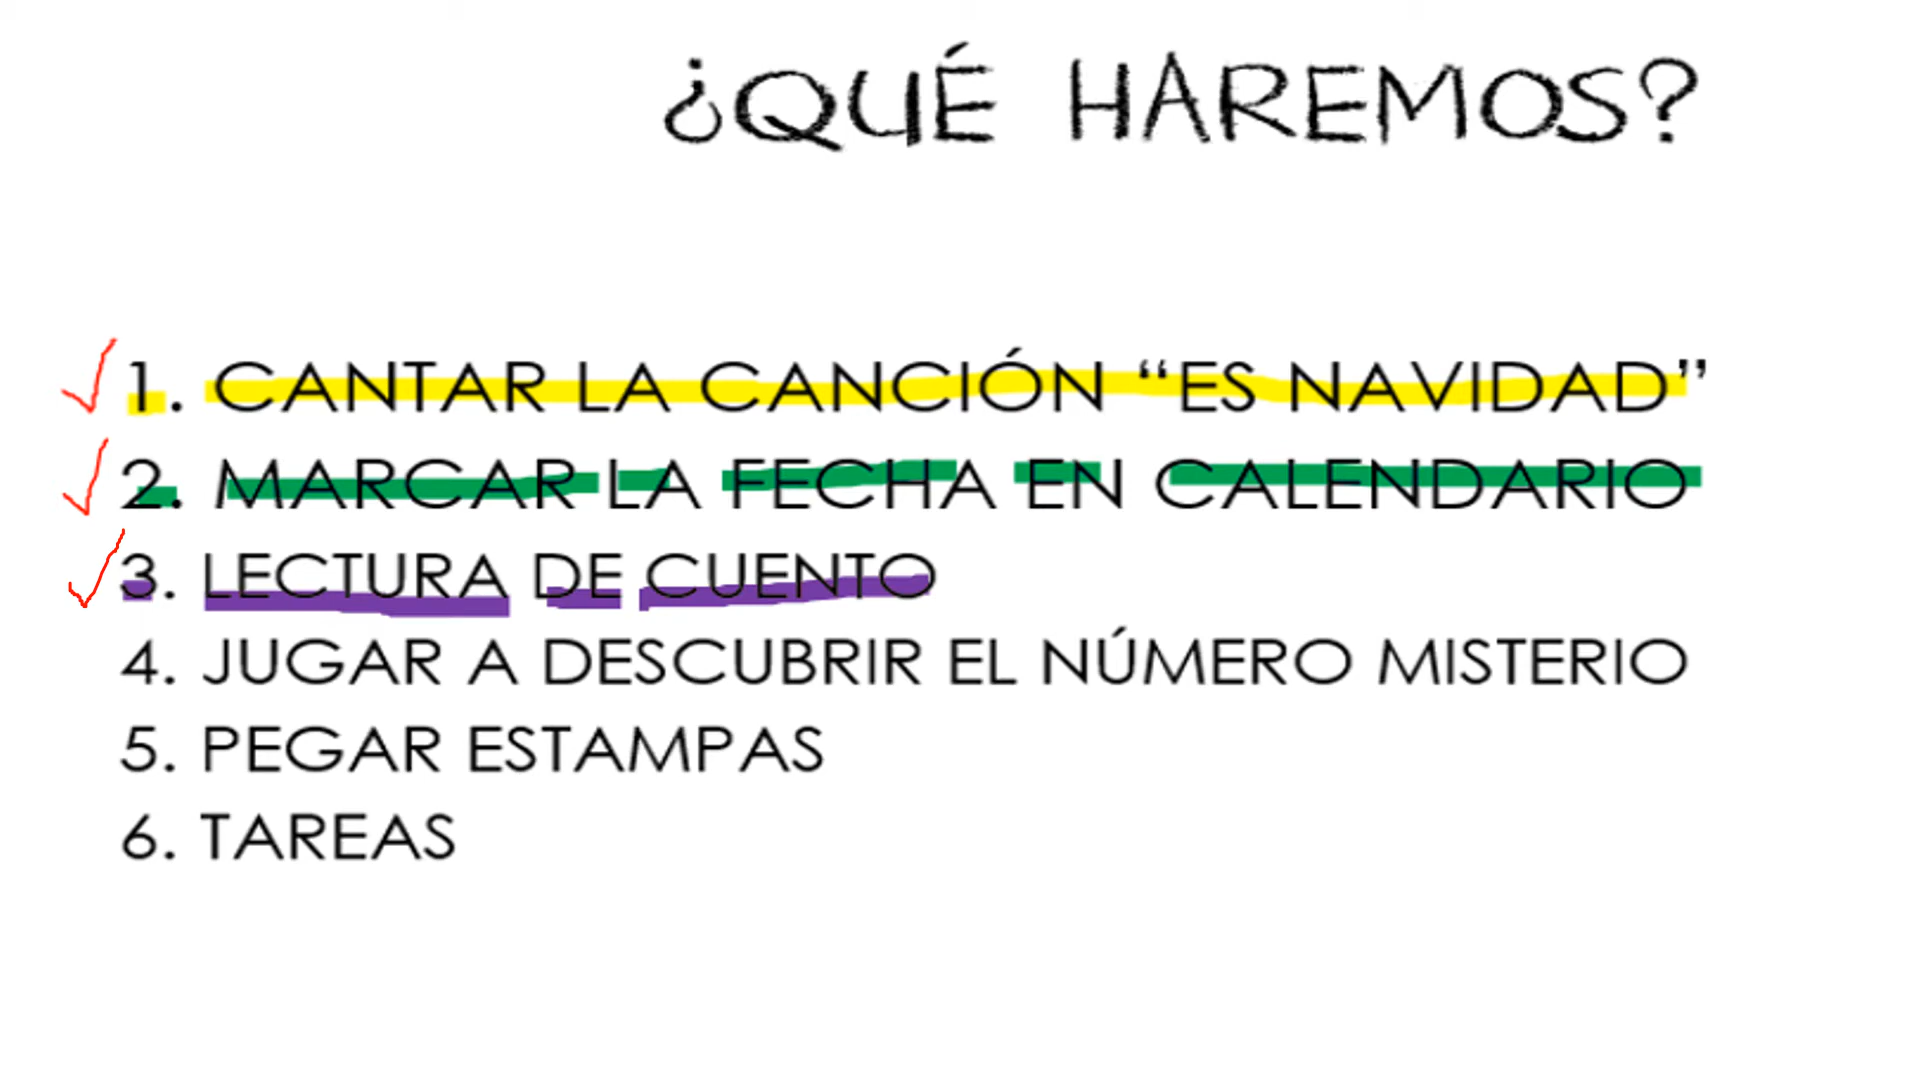 ¿QUÉ HAREMOS?
1. CANTAR LA CANCIÓN “ES NAVIDAD”
2. MARCAR LA FECHA EN CALENDARIO
3. LECTURA DE CUENTO
4. JUGAR A DESCUBRIR EL NÚMERO MISTERIO
5. PEGAR ESTAMPAS
6. TAREAS